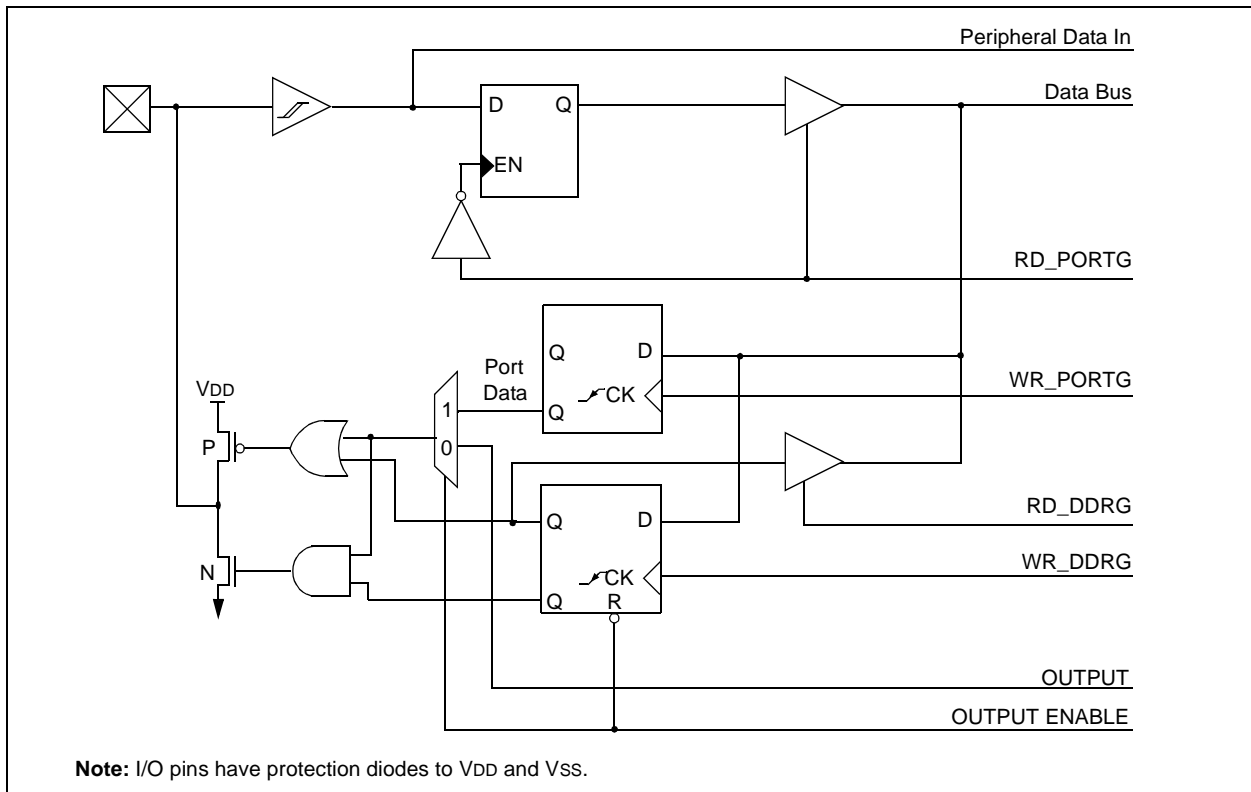 Peripheral Data In
D
Q
Data Bus
EN
RD_PORTG
Q
D
Port
Data
WR_PORTG
VDD
1
CK
Q
P
0
RD_DDRG
Q
D
WR_DDRG
N
CK
Q
R
OUTPUT
OUTPUT ENABLE
Note: I/O pins have protection diodes to VDD and VSS.